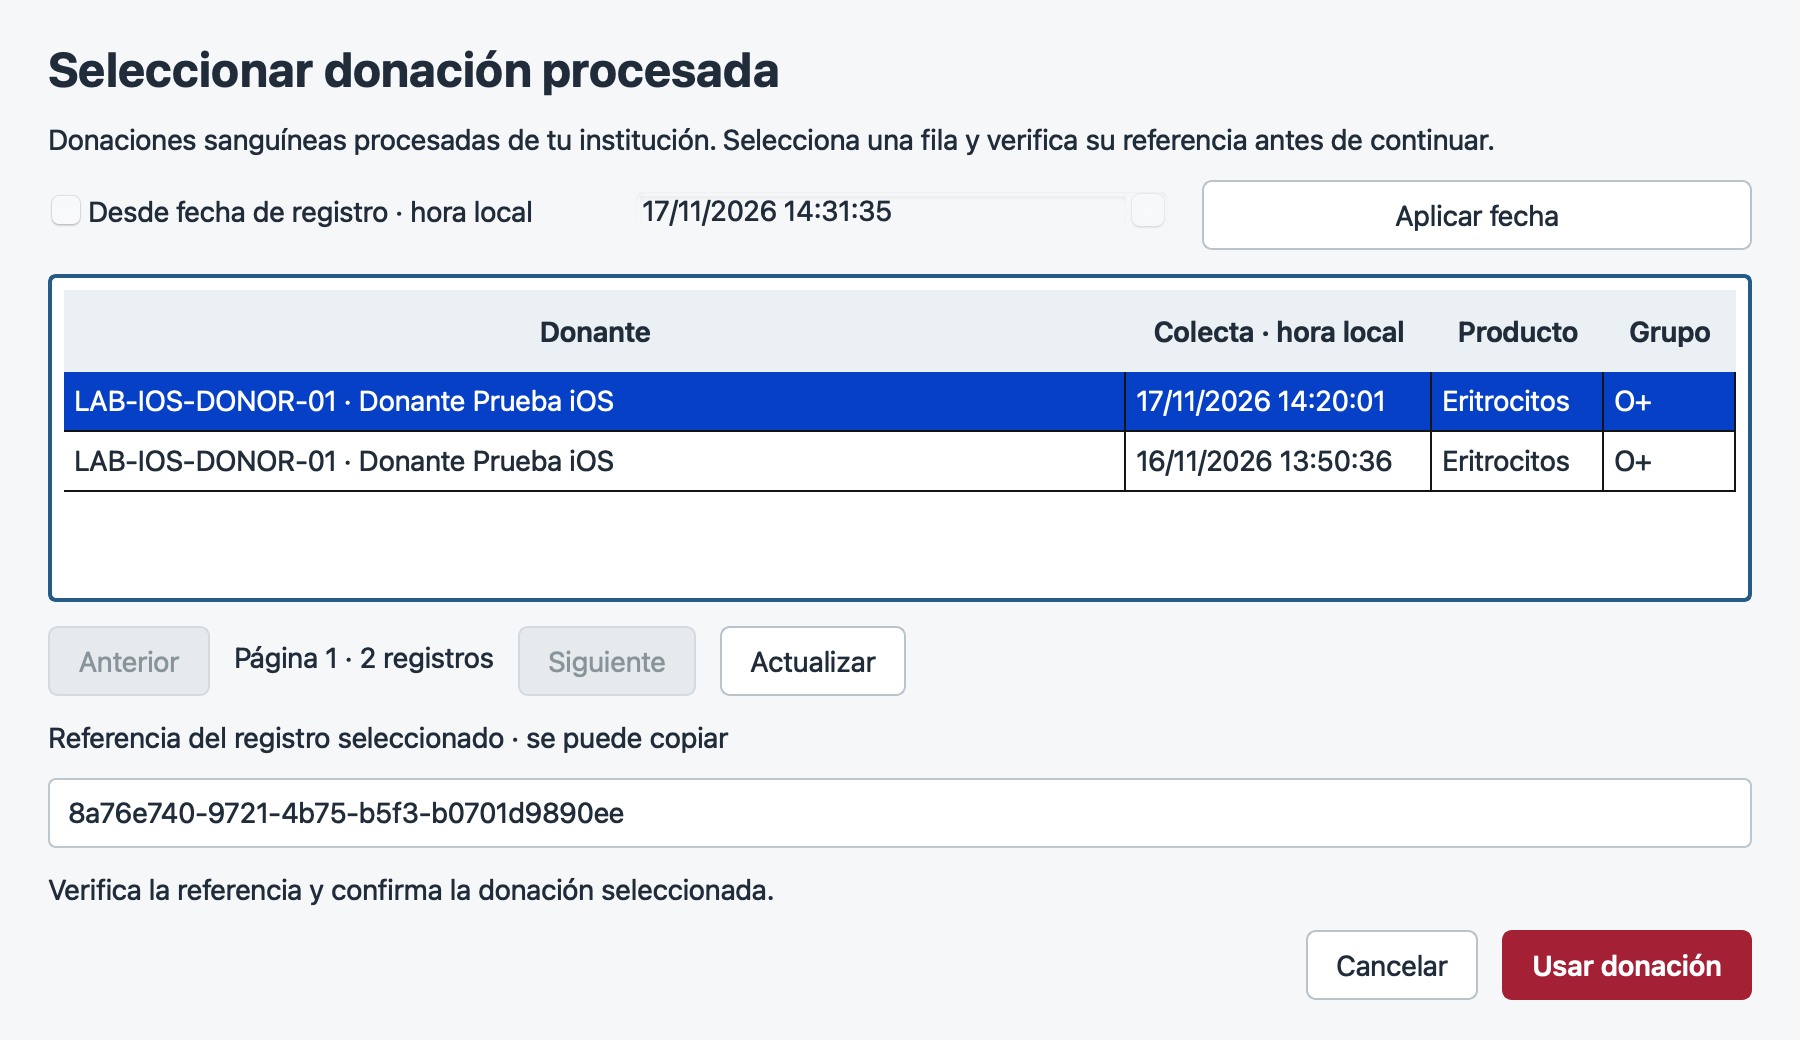 Seleccionar donación procesada
Donaciones sanguíneas procesadas de tu institución. Selecciona una fila y verifica su referencia antes de continuar.
Desde fecha de registro · hora local 17/11/2026 14:31:35 Aplicar fecha
Donante Colecta · hora local Producto Grupo
LAB-IOS-DONOR-01 · Donante Prueba iOS 17/11/2026 14:20:01 Eritrocitos O+
LAB-IOS-DONOR-01 · Donante Prueba iOS 16/11/2026 13:50:36 Eritrocitos O+
Anterior Página 1 · 2 registros Siguiente Actualizar
Referencia del registro seleccionado · se puede copiar
8a76e740-9721-4b75-b5f3-b0701d9890ee
Verifica la referencia y confirma la donación seleccionada.
Cancelar Usar donación